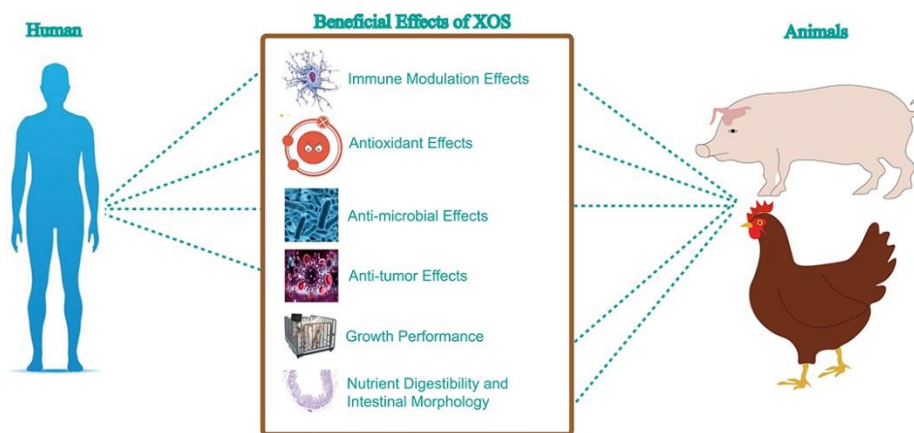 Human
Beneficial Effects of XOS
Animals
Immune Modulation Effects
Antioxidant Effects
Anti-microbial Effects
Anti-tumor Effects
Growth Performance
Nutrient Digestibility and
Intestinal Morphology